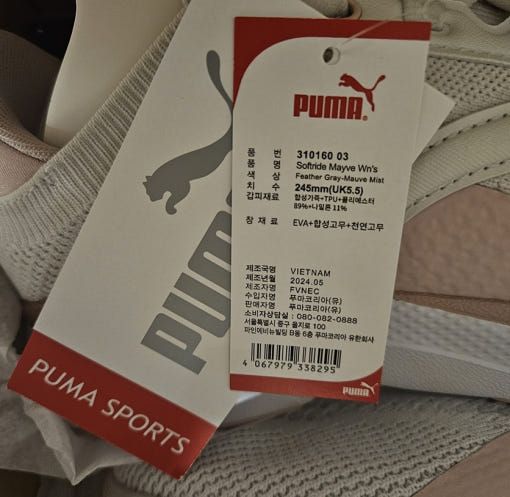 PUMA
품 번 310160 03
품 명 Softride Mayve Wn's
색 상 Feather Gray-Mauve Mist
치 수 245mm(UK5.5)
갑피재료 합성가죽+TPU+폴리에스터
89%+나일론 11%
창 재 료 EVA+합성고무+천연고무
제조국명 VIETNAM
제조년월 2024.05
제조자명 FVNEC
수입자명 푸마코리아(유)
판매자명 푸마코리아(유)
소비자상담실 : 080-082-0888
서울특별시 중구 을지로 100
파인에비뉴빌딩 B동 6층 푸마코리아 유한회사
4 067979 338295
PUMA
PUMA
PUMA SPORTS